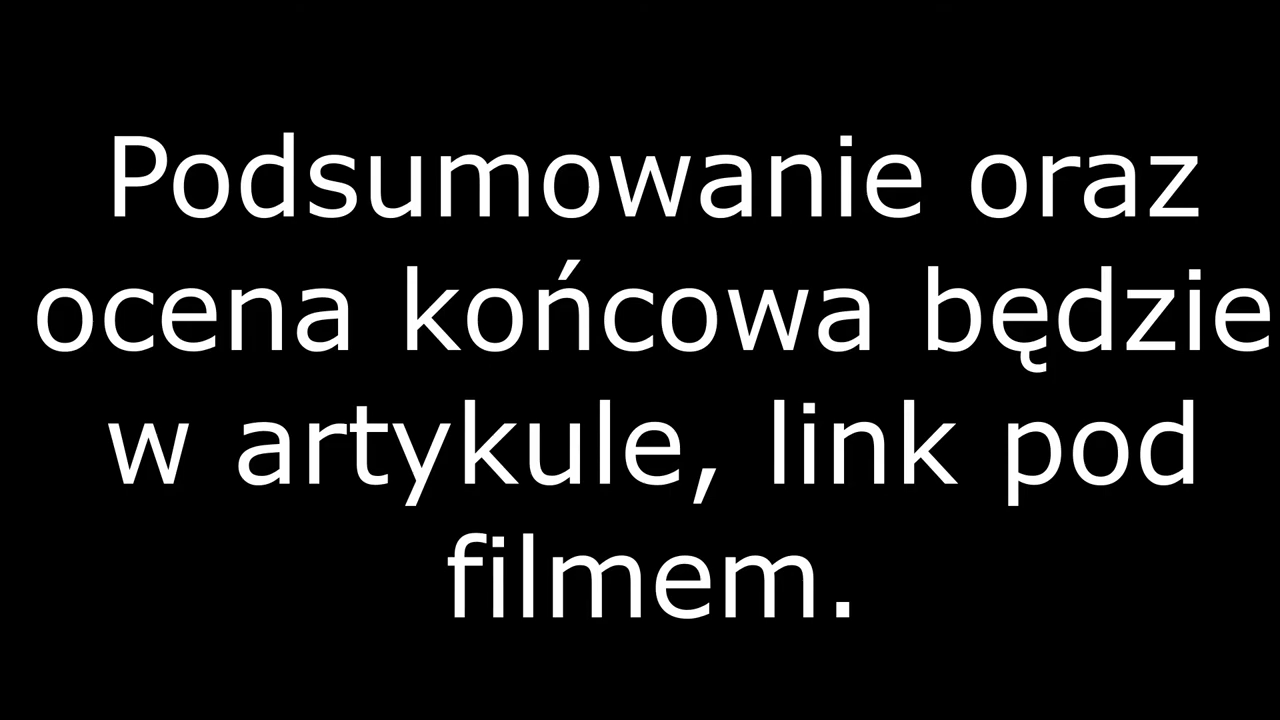 Podsumowanie oraz
ocena końcowa będzie
w artykule, link pod
filmem.